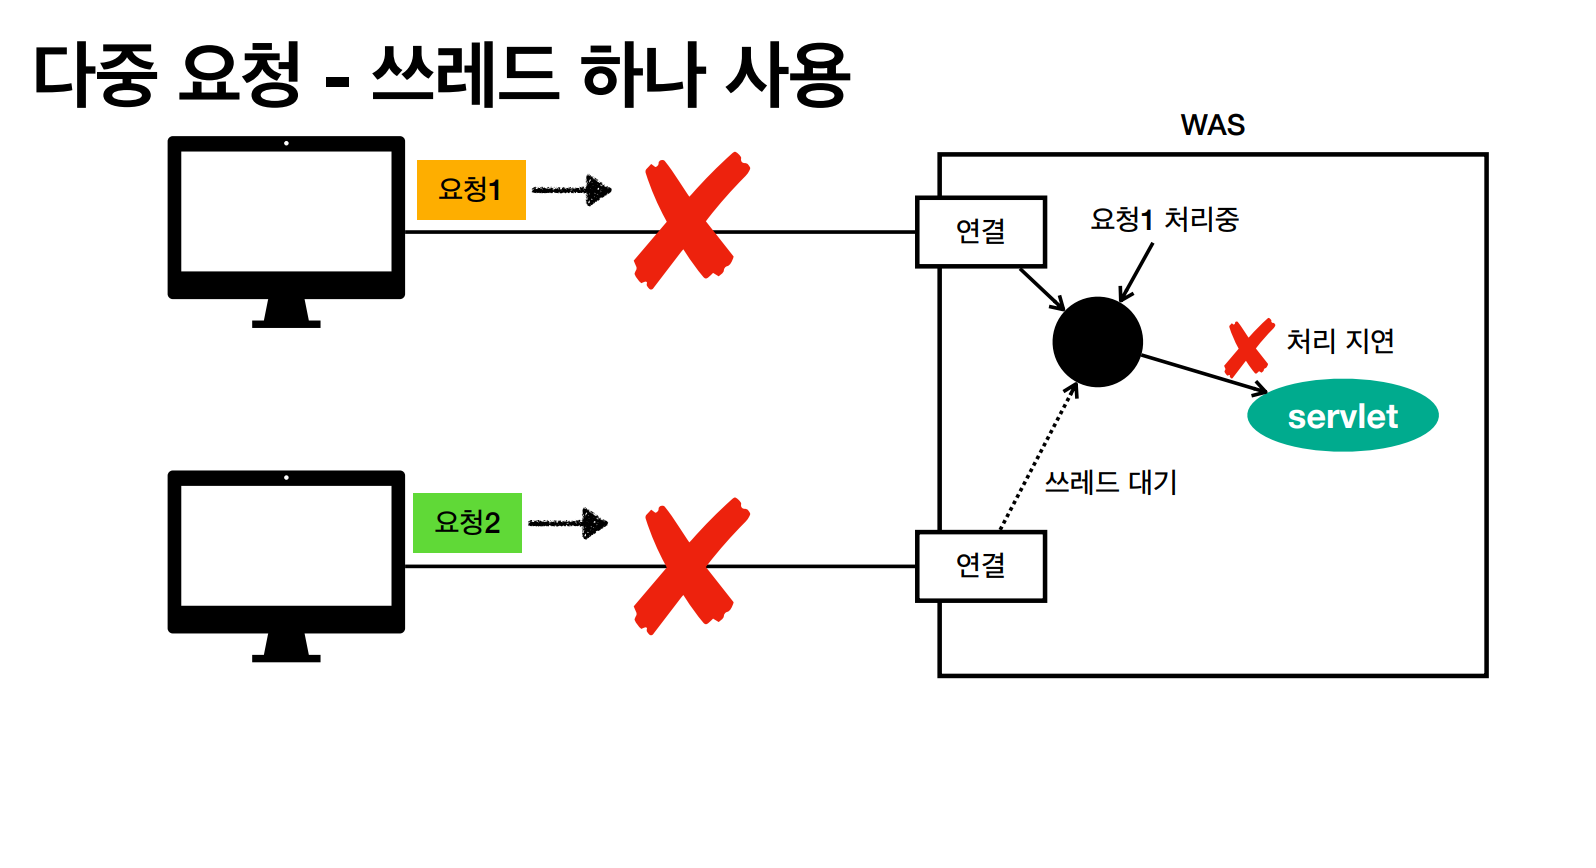 다중 요청 - 쓰레드 하나 사용
WAS
요청1
연결
요청1 처리중
처리 지연
servlet
쓰레드 대기
요청2
연결